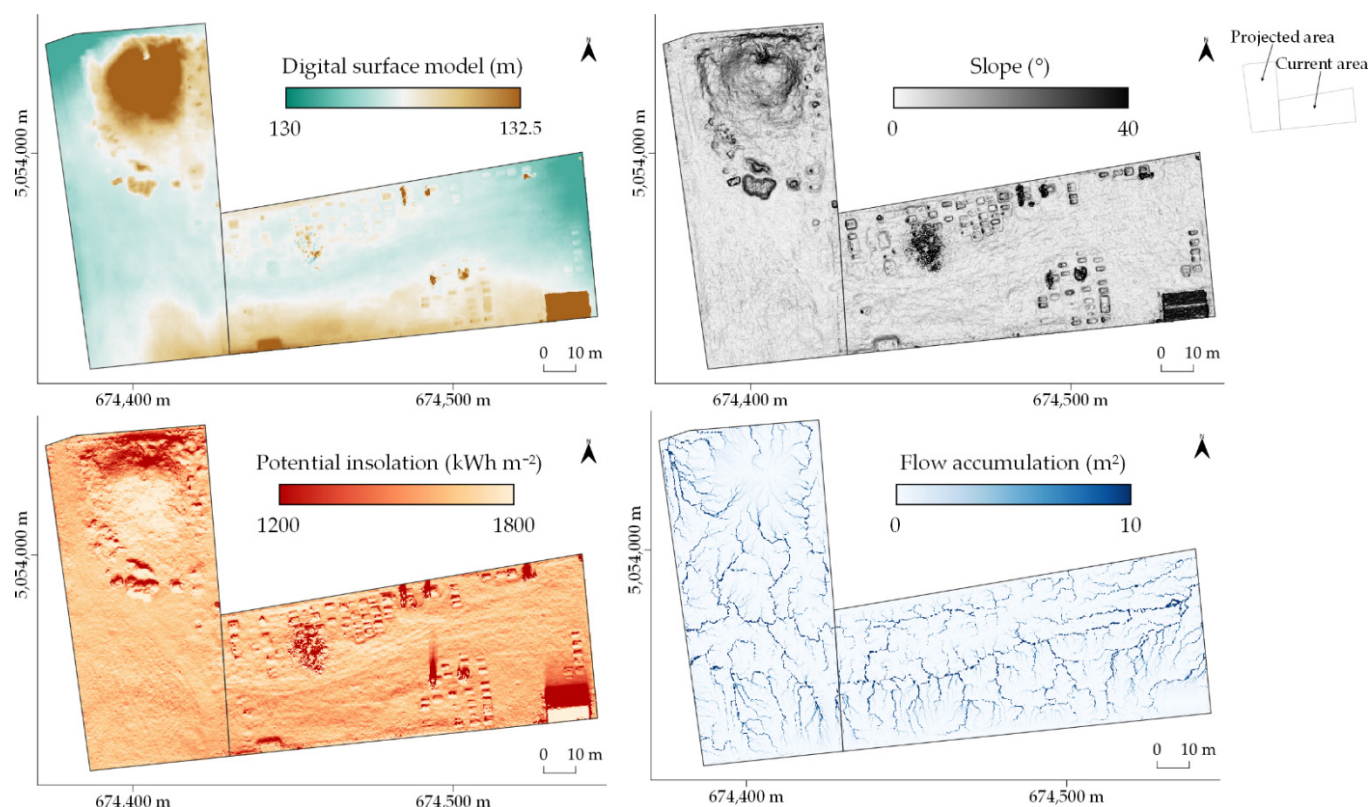 N
Digital surface model (m)
130
132.5
5,054,000 m
0 10 m
674,400 m
674,500 m
N
Slope (°)
0
40
5,054,000 m
0 10 m
674,400 m
674,500 m
Projected area
Current area
N
Potential insolation (kWh m⁻²)
1200
1800
5,054,000 m
0 10 m
674,400 m
674,500 m
N
Flow accumulation (m²)
0
10
5,054,000 m
0 10 m
674,400 m
674,500 m